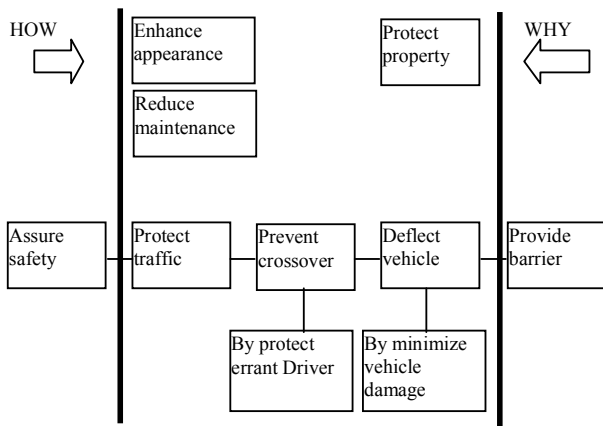 HOW
Enhance
appearance
Protect
property
WHY
Reduce
maintenance
Assure
safety
Protect
traffic
Prevent
crossover
Deflect
vehicle
Provide
barrier
By protect
errant Driver
By minimize
vehicle
damage